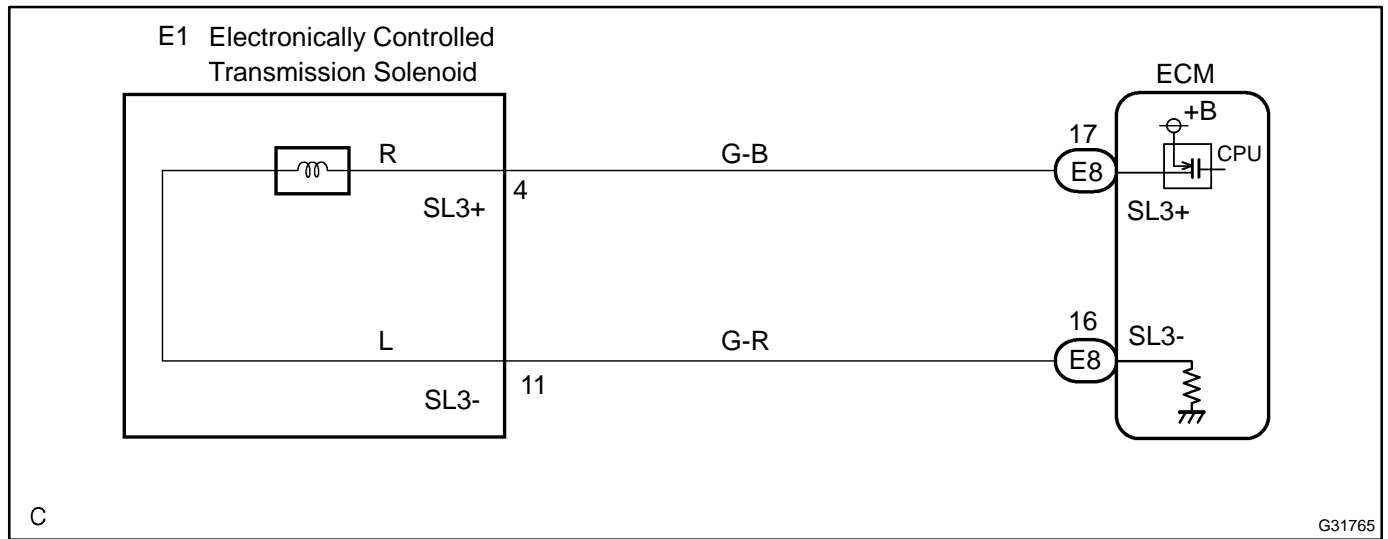 E1 Electronically Controlled
Transmission Solenoid
ECM
+B
CPU
R
G-B
17
E8
4
SL3+
SL3+
L
G-R
16
E8
SL3-
11
SL3-
C
G31765